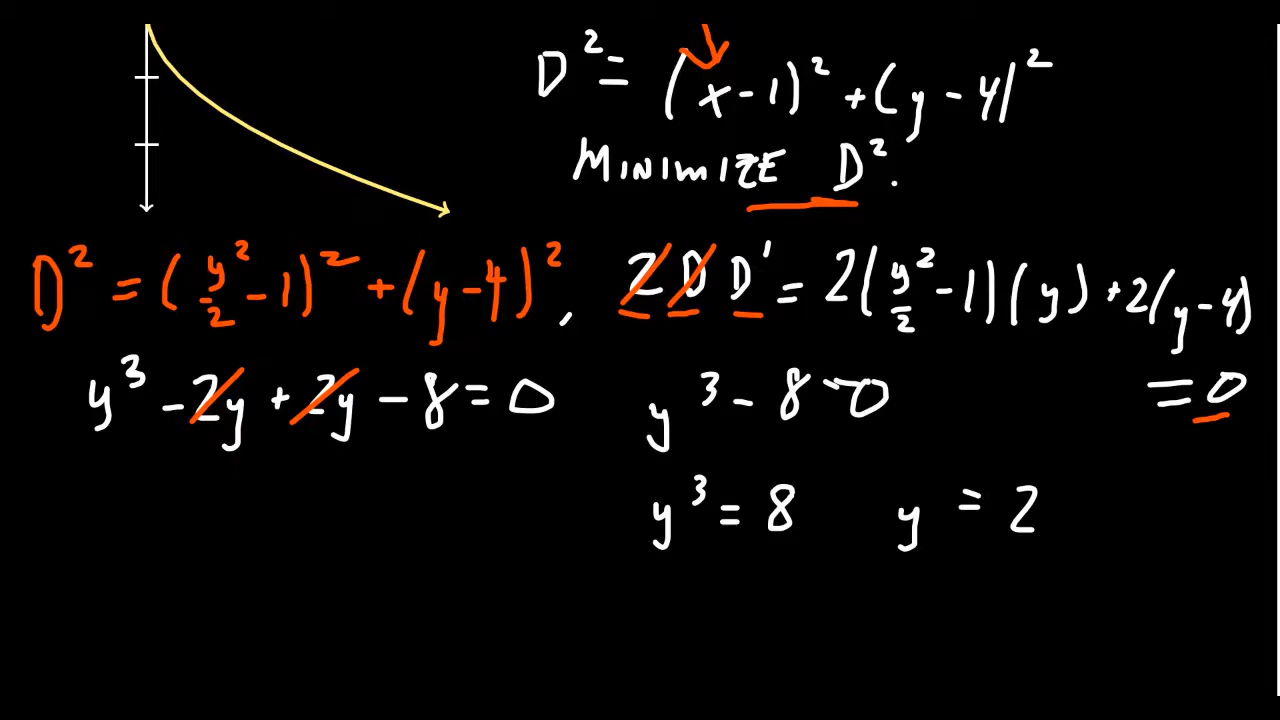 D² = (x - 1)² + (y - 4)²
MINIMIZE D².
D² = (y²/2 - 1)² + (y - 4)², 2DD' = 2(y²/2 - 1)(y) + 2(y - 4)
= 0
y³ - 2y + 2y - 8 = 0 y³ - 8 = 0
y³ = 8 y = 2